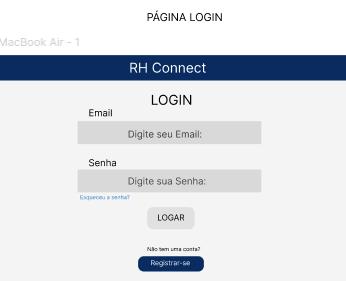 PÁGINA LOGIN
MacBook Air - 1
RH Connect
LOGIN
Email
Digite seu Email:
Senha
Digite sua Senha:
Esqueceu a senha?
LOGAR
Não tem uma conta?
Registrar-se